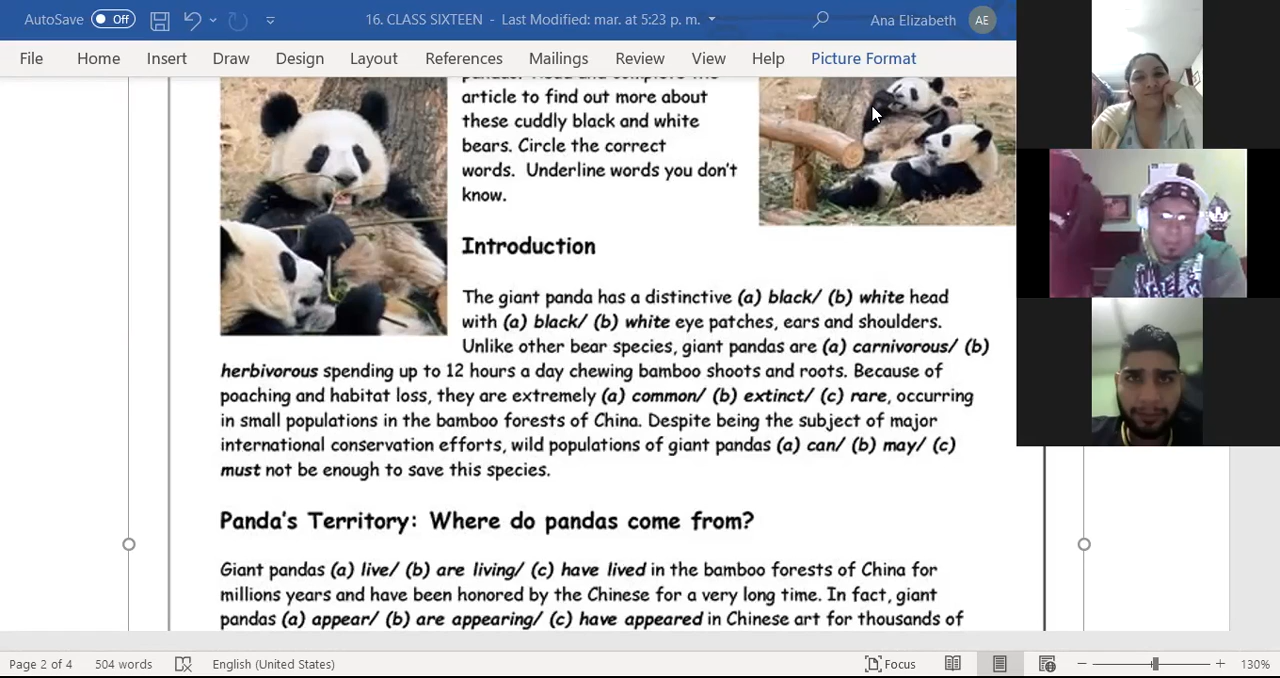 AutoSave Off 16. CLASS SIXTEEN - Last Modified: mar. at 5:23 p. m. Ana Elizabeth AE
File Home Insert Draw Design Layout References Mailings Review View Help Picture Format
article to find out more about
these cuddly black and white
bears. Circle the correct
words. Underline words you don't
know.
Introduction
The giant panda has a distinctive (a) black/ (b) white head
with (a) black/ (b) white eye patches, ears and shoulders.
Unlike other bear species, giant pandas are (a) carnivorous/ (b)
herbivorous spending up to 12 hours a day chewing bamboo shoots and roots. Because of
poaching and habitat loss, they are extremely (a) common/ (b) extinct/ (c) rare, occurring
in small populations in the bamboo forests of China. Despite being the subject of major
international conservation efforts, wild populations of giant pandas (a) can/ (b) may/ (c)
must not be enough to save this species.
Panda's Territory: Where do pandas come from?
Giant pandas (a) live/ (b) are living/ (c) have lived in the bamboo forests of China for
millions years and have been honored by the Chinese for a very long time. In fact, giant
pandas (a) appear/ (b) are appearing/ (c) have appeared in Chinese art for thousands of
Page 2 of 4 504 words English (United States) Focus 130%